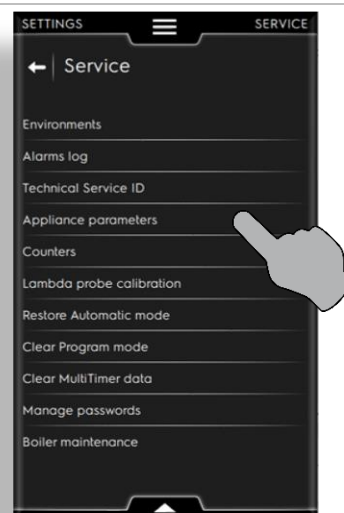 SETTINGS SERVICE
Service
Environments
Alarms log
Technical Service ID
Appliance parameters
Counters
Lambda probe calibration
Restore Automatic mode
Clear Program mode
Clear MultiTimer data
Manage passwords
Boiler maintenance